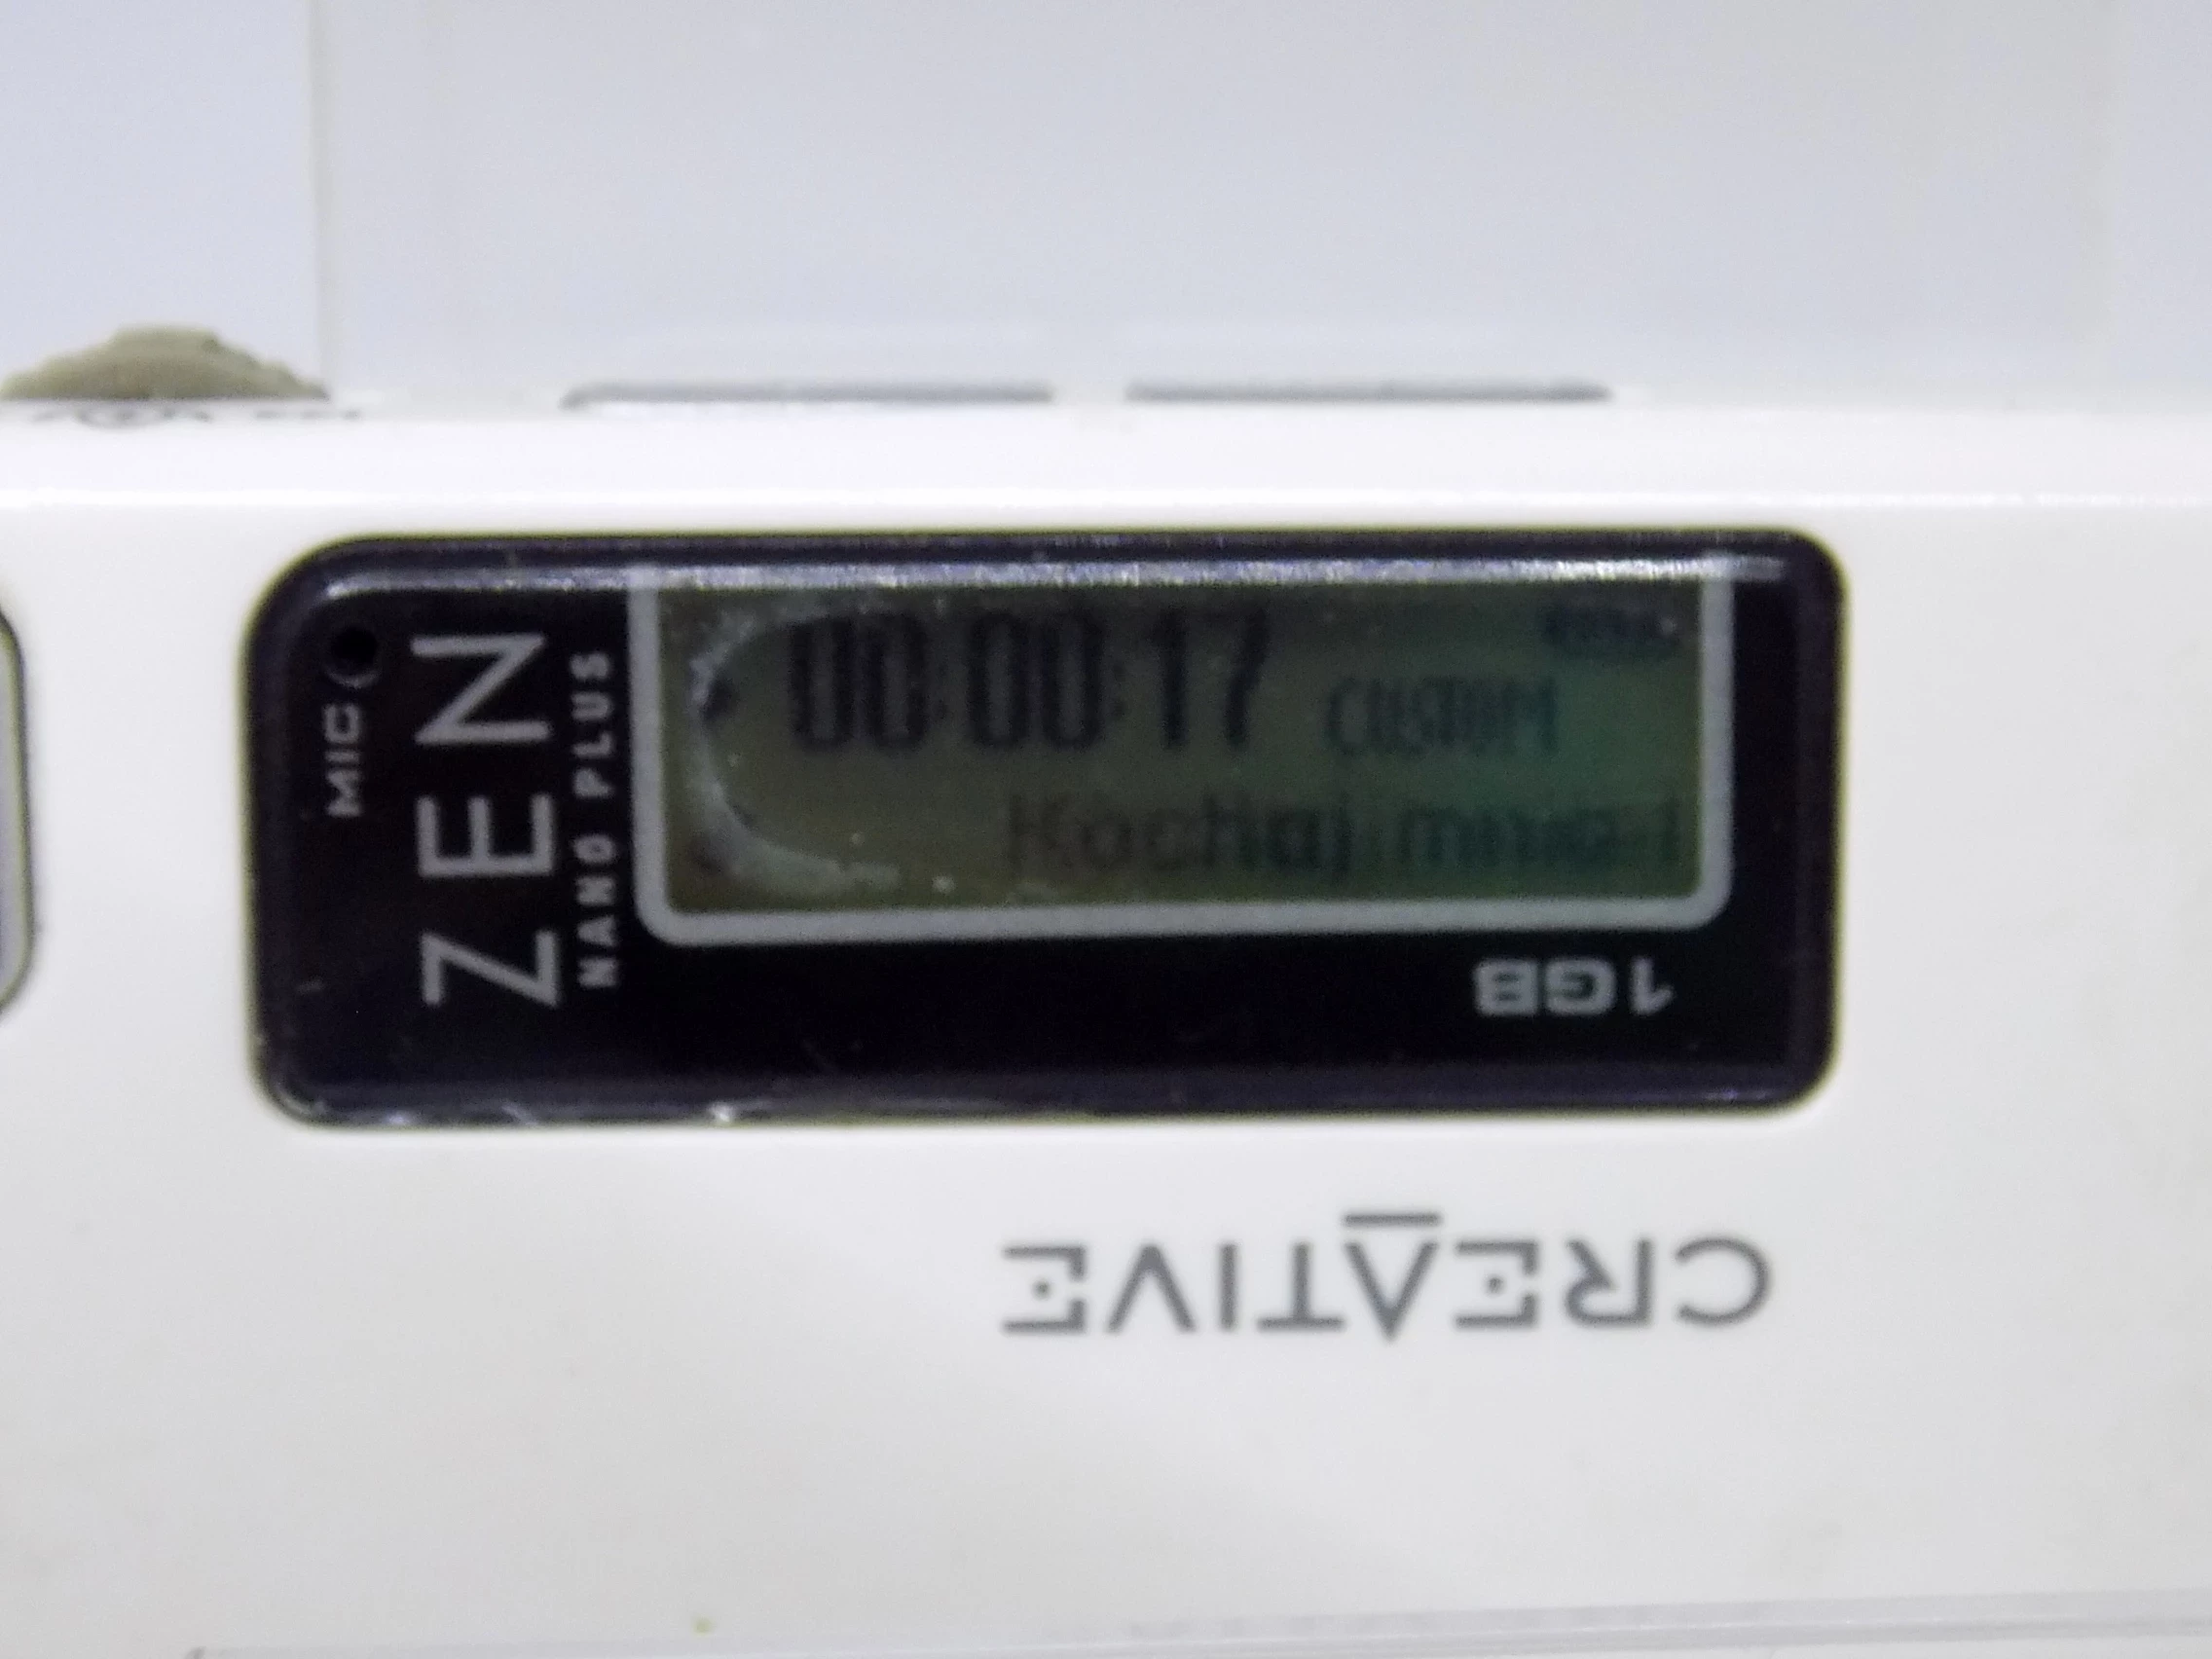 MIC
ZEN
NANO PLUS
00:00:17
CUSTOM
Kochaj mnie
1GB
CREATIVE